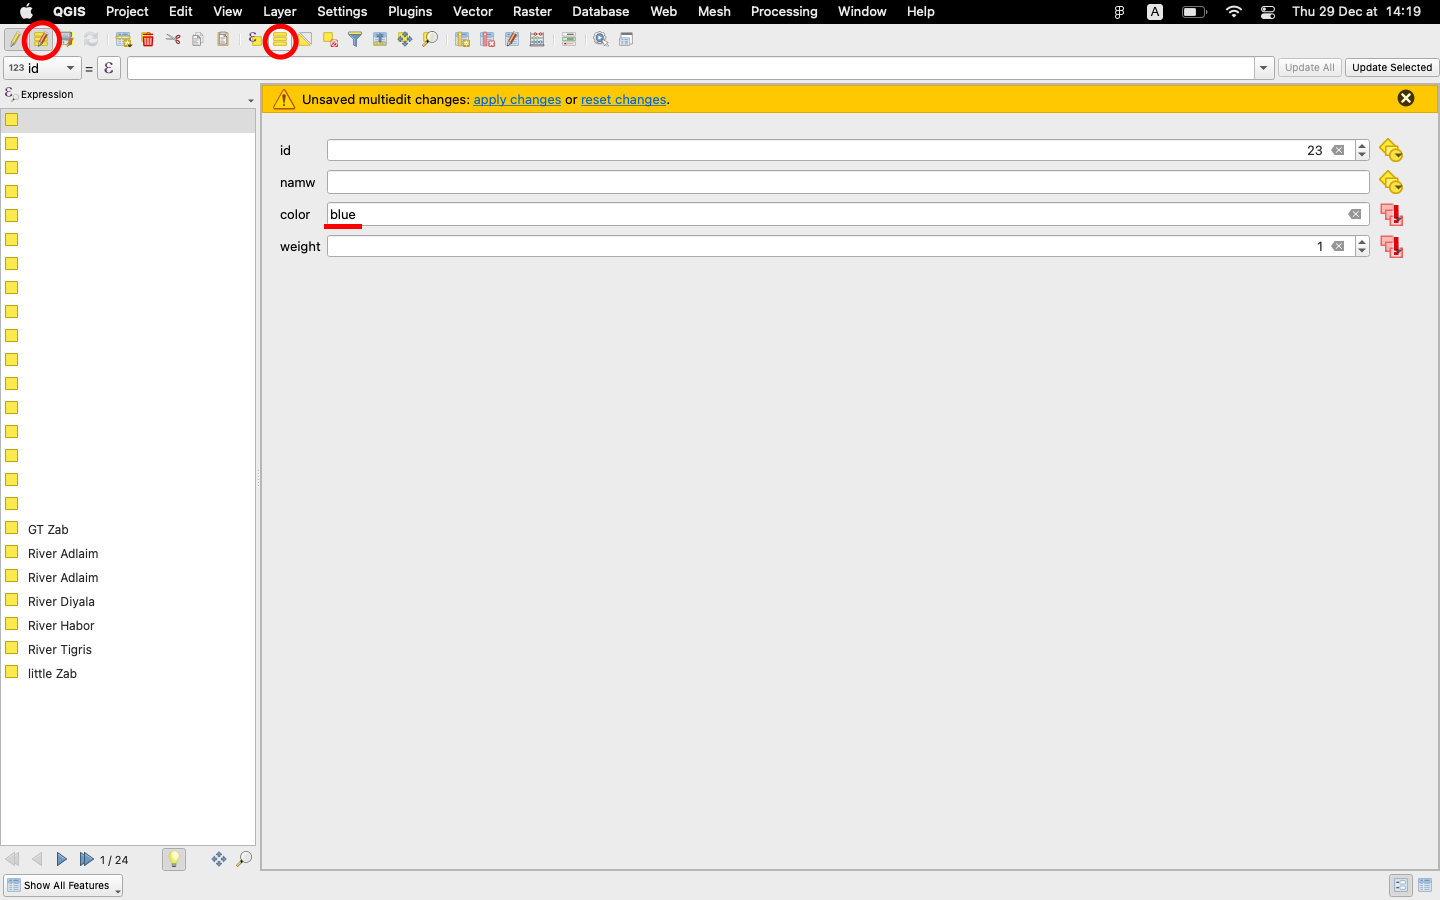 QGIS Project Edit View Layer Settings Plugins Vector Raster Database Web Mesh Processing Window Help A Thu 29 Dec at 14:19
123 id = ε Update All Update Selected
Expression
Unsaved multiedit changes: apply changes or reset changes.
id 23
namw
color blue
weight 1
GT Zab
River Adlaim
River Adlaim
River Diyala
River Habor
River Tigris
little Zab
1 / 24
Show All Features